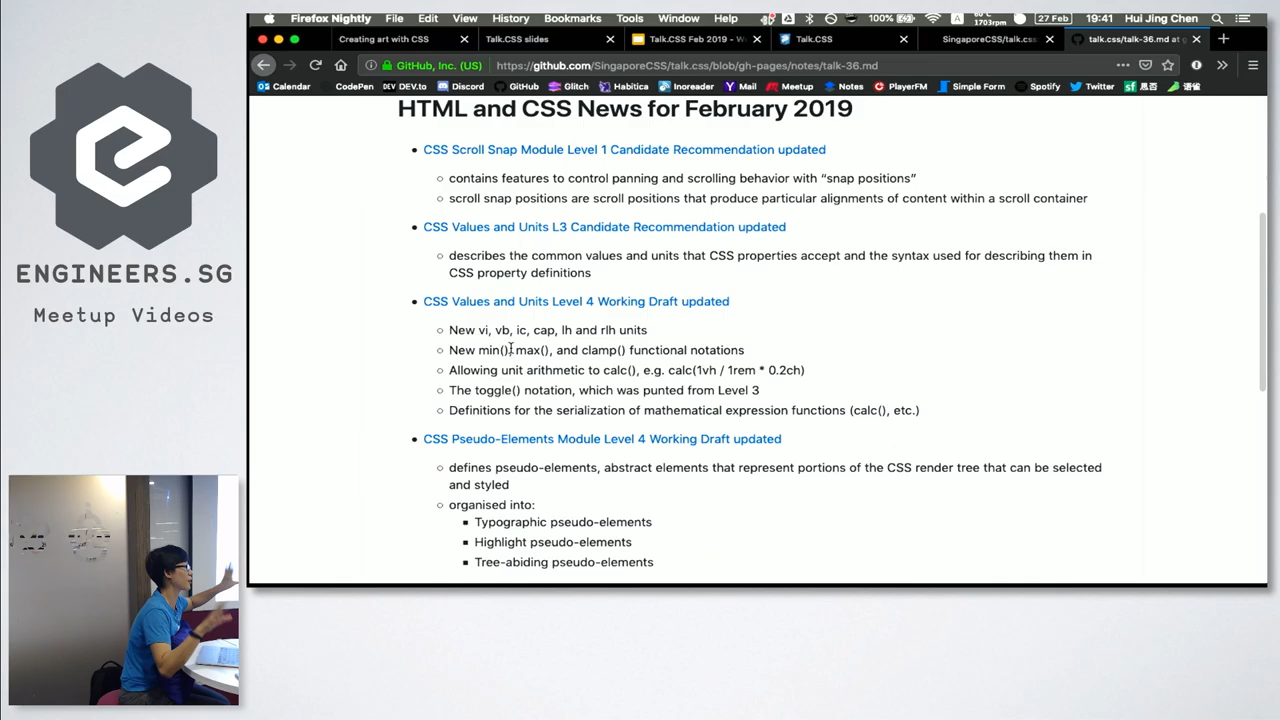 Firefox Nightly File Edit View History Bookmarks Tools Window Help
100% A 1703rpm 27 Feb 19:41 Hui Jing Chen
Creating art with CSS
Talk.CSS slides
Talk.CSS Feb 2019 - W
Talk.CSS
SingaporeCSS/talk.css
talk.css/talk-36.md at g
GitHub, Inc. (US)
https://github.com/SingaporeCSS/talk.css/blob/gh-pages/notes/talk-36.md
Calendar CodePen DEV.to Discord GitHub Glitch Habitica Inoreader Mail Meetup Notes PlayerFM Simple Form Spotify Twitter 思否 语雀
HTML and CSS News for February 2019
CSS Scroll Snap Module Level 1 Candidate Recommendation updated
contains features to control panning and scrolling behavior with “snap positions”
scroll snap positions are scroll positions that produce particular alignments of content within a scroll container
CSS Values and Units L3 Candidate Recommendation updated
describes the common values and units that CSS properties accept and the syntax used for describing them in
CSS property definitions
CSS Values and Units Level 4 Working Draft updated
New vi, vb, ic, cap, lh and rlh units
New min(), max(), and clamp() functional notations
Allowing unit arithmetic to calc(), e.g. calc(1vh / 1rem * 0.2ch)
The toggle() notation, which was punted from Level 3
Definitions for the serialization of mathematical expression functions (calc(), etc.)
CSS Pseudo-Elements Module Level 4 Working Draft updated
defines pseudo-elements, abstract elements that represent portions of the CSS render tree that can be selected
and styled
organised into:
Typographic pseudo-elements
Highlight pseudo-elements
Tree-abiding pseudo-elements
ENGINEERS.SG
Meetup Videos